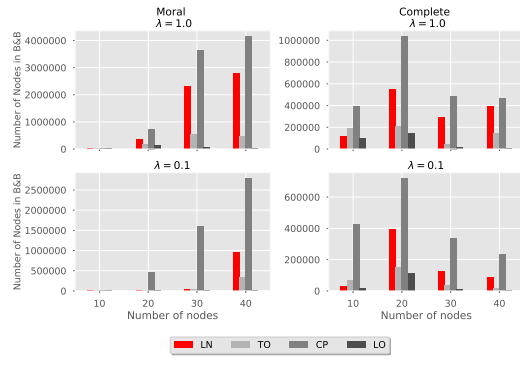 Moral
λ = 1.0
Complete
λ = 1.0
Number of Nodes in B&B
4000000
3000000
2000000
1000000
0
1000000
800000
600000
400000
200000
0
λ = 0.1
λ = 0.1
Number of Nodes in B&B
2500000
2000000
1500000
1000000
500000
0
600000
400000
200000
0
10 20 30 40
10 20 30 40
Number of nodes
Number of nodes
LN TO CP LO